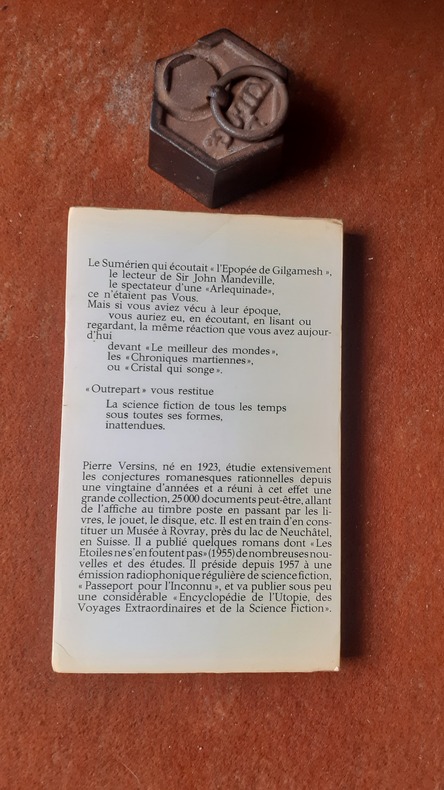 Le Sumérien qui écoutait « l'Epopée de Gilgamesh »,
le lecteur de Sir John Mandeville,
le spectateur d'une «Arlequinade»,
ce n'étaient pas Vous.
Mais si vous aviez vécu à leur époque,
vous auriez eu, en écoutant, en lisant ou
regardant, la même réaction que vous avez aujour-
d'hui
devant «Le meilleur des mondes»,
les «Chroniques martiennes»,
ou «Cristal qui songe».
«Outrepart» vous restitue
La science fiction de tous les temps
sous toutes ses formes,
inattendues.
Pierre Versins, né en 1923, étudie extensivement
les conjectures romanesques rationnelles depuis
une vingtaine d'années et a réuni à cet effet une
grande collection, 25 000 documents peut-être, allant
de l'affiche au timbre poste en passant par les li-
vres, le jouet, le disque, etc. Il est en train d'en cons-
tituer un Musée à Rovray, près du lac de Neuchâtel,
en Suisse. Il a publié quelques romans dont «Les
Etoiles ne s'en foutent pas» (1955) de nombreuses nou-
velles et des études. Il préside depuis 1957 à une
émission radiophonique régulière de science fiction,
« Passeport pour l'Inconnu », et va publier sous peu
une considérable «Encyclopédie de l'Utopie, des
Voyages Extraordinaires et de la Science Fiction».